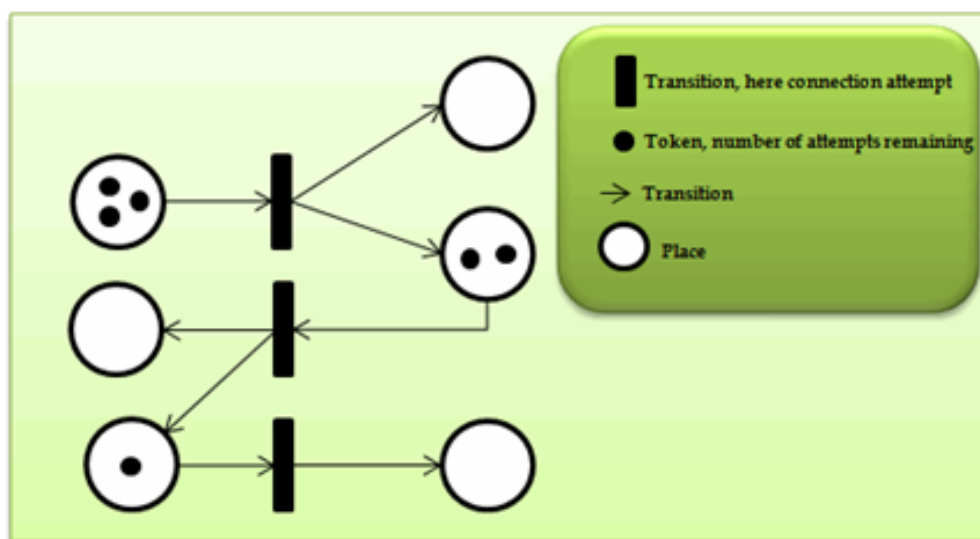 Transition, here connection attempt
Token, number of attempts remaining
Transition
Place